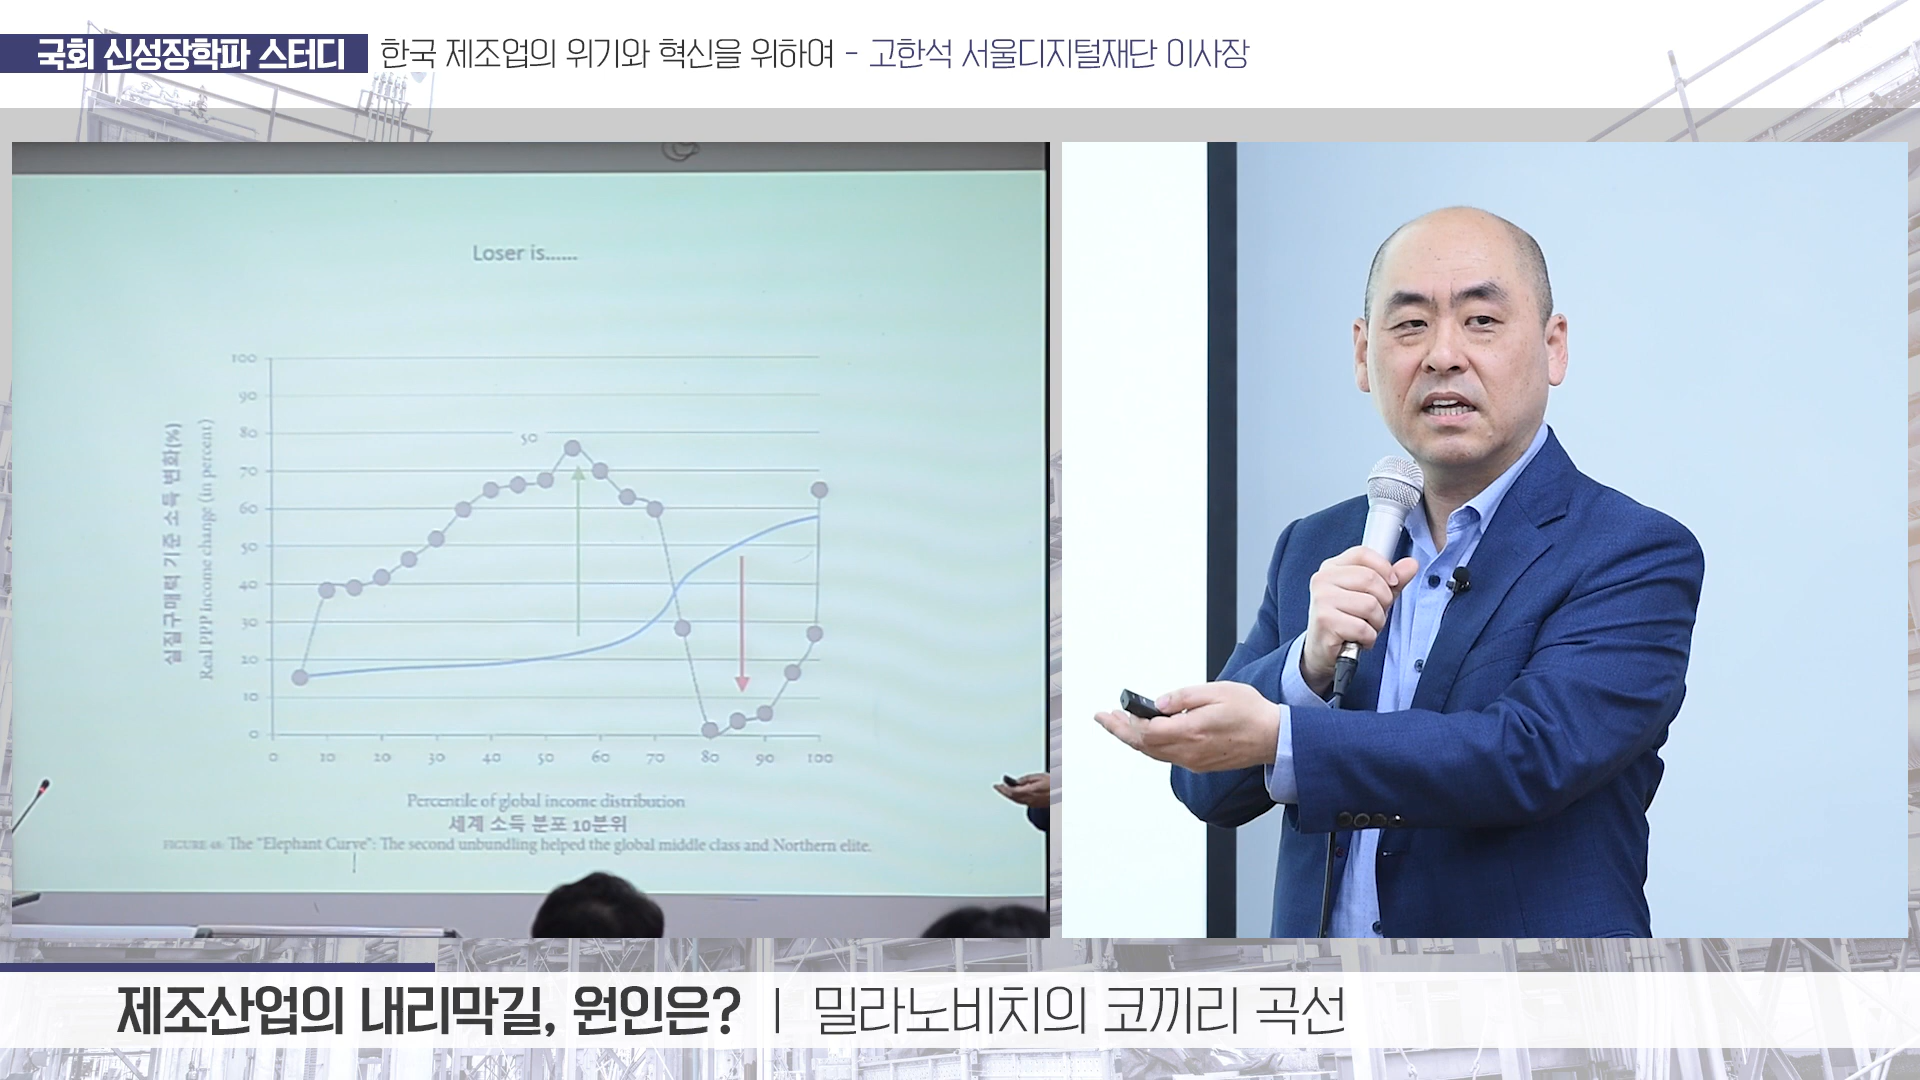 국회 신성장학파 스터디
한국 제조업의 위기와 혁신을 위하여 - 고한석 서울디지털재단 이사장
Loser is......
100
90
80
70
60
50
40
30
20
10
0
50
실질구매력 기준 소득 변화(%)
Real PPP income change (in percent)
0 10 20 30 40 50 60 70 80 90 100
Percentile of global income distribution
세계 소득 분포 10분위
FIGURE 48: The "Elephant Curve": The second unbundling helped the global middle class and Northern elite.
제조산업의 내리막길, 원인은? | 밀라노비치의 코끼리 곡선